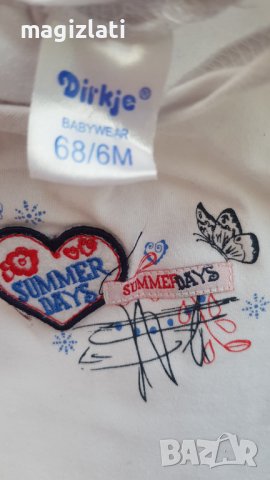 magizlati
Dirkje®
BABYWEAR
68/6M
SUMMER
DAYS
SUMMERDAYS
BAZAR